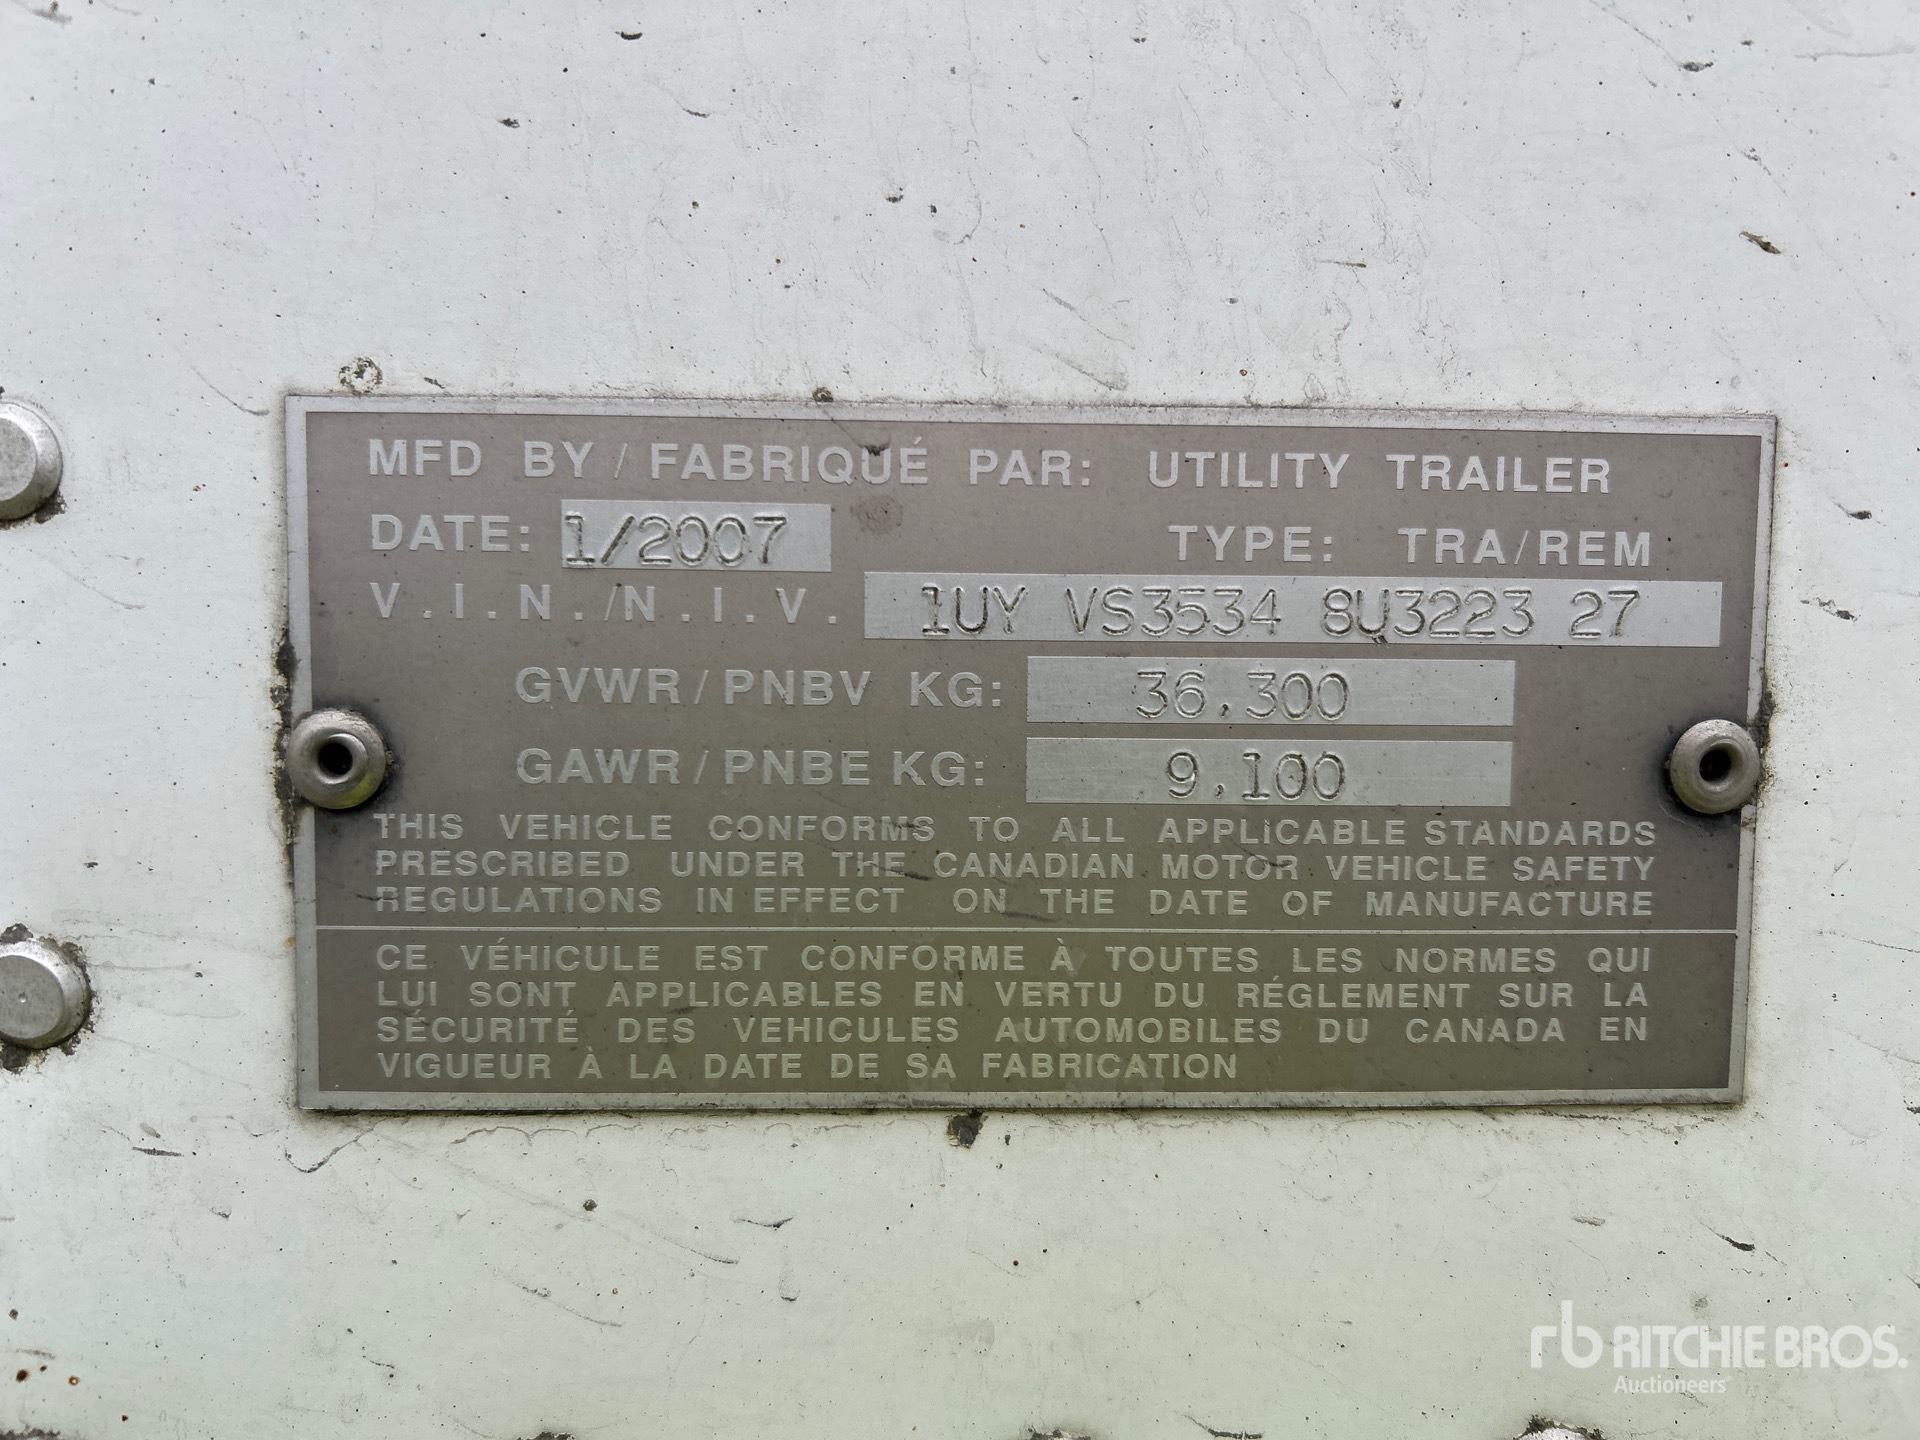 MFD BY / FABRIQUÉ PAR: UTILITY TRAILER
DATE: 1/2007 TYPE: TRA/REM
V.I.N./N.I.V. 1UY VS3534 8U3223 27
GVWR/PNBV KG: 36,300
GAWR/PNBE KG: 9,100
THIS VEHICLE CONFORMS TO ALL APPLICABLE STANDARDS
PRESCRIBED UNDER THE CANADIAN MOTOR VEHICLE SAFETY
REGULATIONS IN EFFECT ON THE DATE OF MANUFACTURE
CE VÉHICULE EST CONFORME À TOUTES LES NORMES QUI
LUI SONT APPLICABLES EN VERTU DU RÉGLEMENT SUR LA
SÉCURITÉ DES VEHICULES AUTOMOBILES DU CANADA EN
VIGUEUR À LA DATE DE SA FABRICATION
rb RITCHIE BROS.
Auctioneers